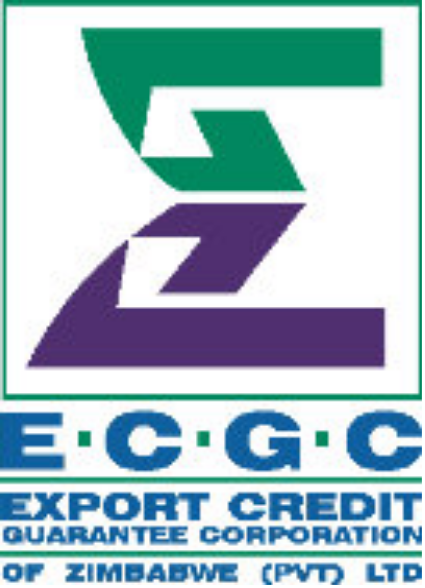 E·C·G·C
EXPORT CREDIT
GUARANTEE CORPORATION
OF ZIMBABWE (PVT) LTD